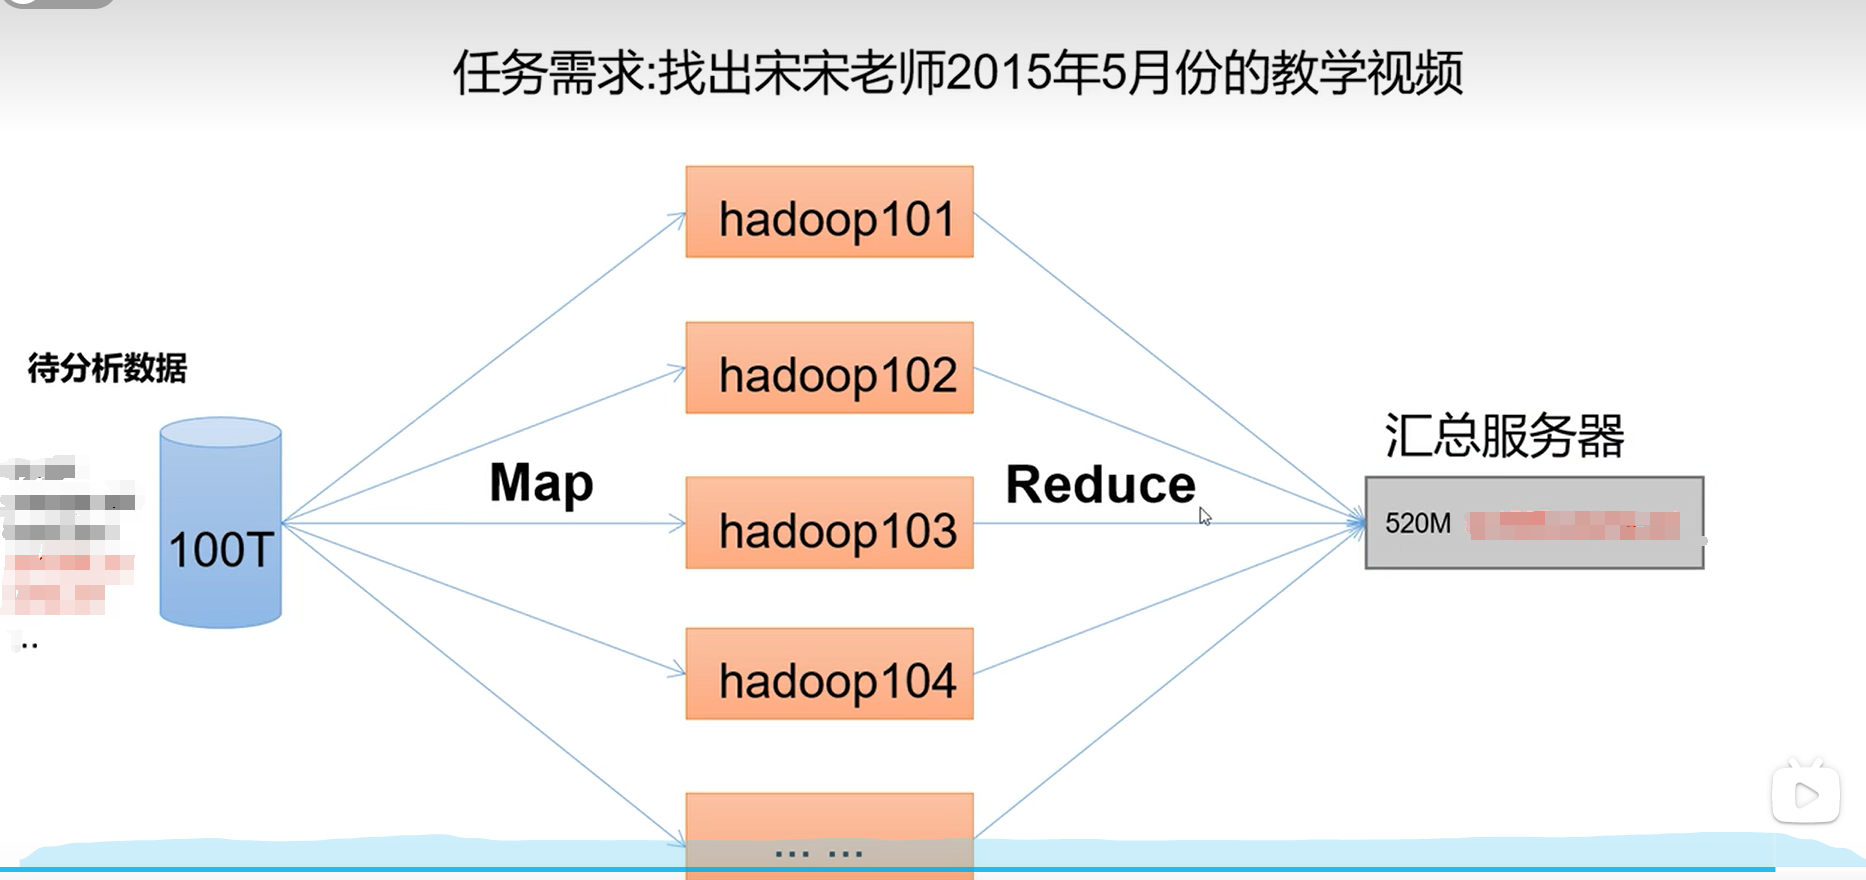 任务需求:找出宋宋老师2015年5月份的教学视频
hadoop101
hadoop102
待分析数据
汇总服务器
Map
Reduce
hadoop103
520M
100T
..
hadoop104
... ...